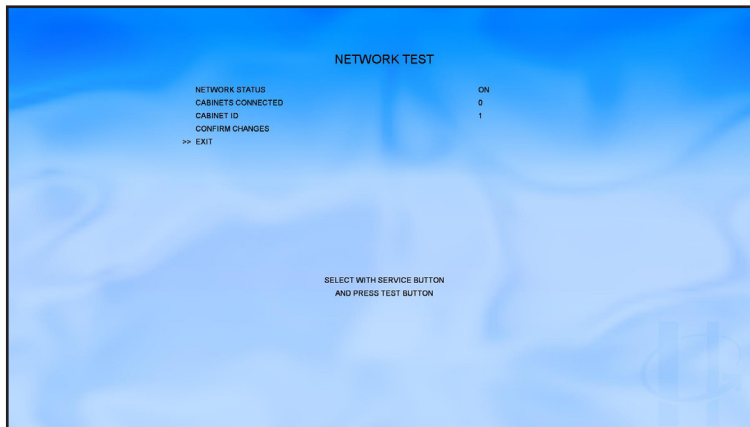 NETWORK TEST
NETWORK STATUS ON
CABINETS CONNECTED 0
CABINET ID 1
CONFIRM CHANGES
>> EXIT
SELECT WITH SERVICE BUTTON
AND PRESS TEST BUTTON